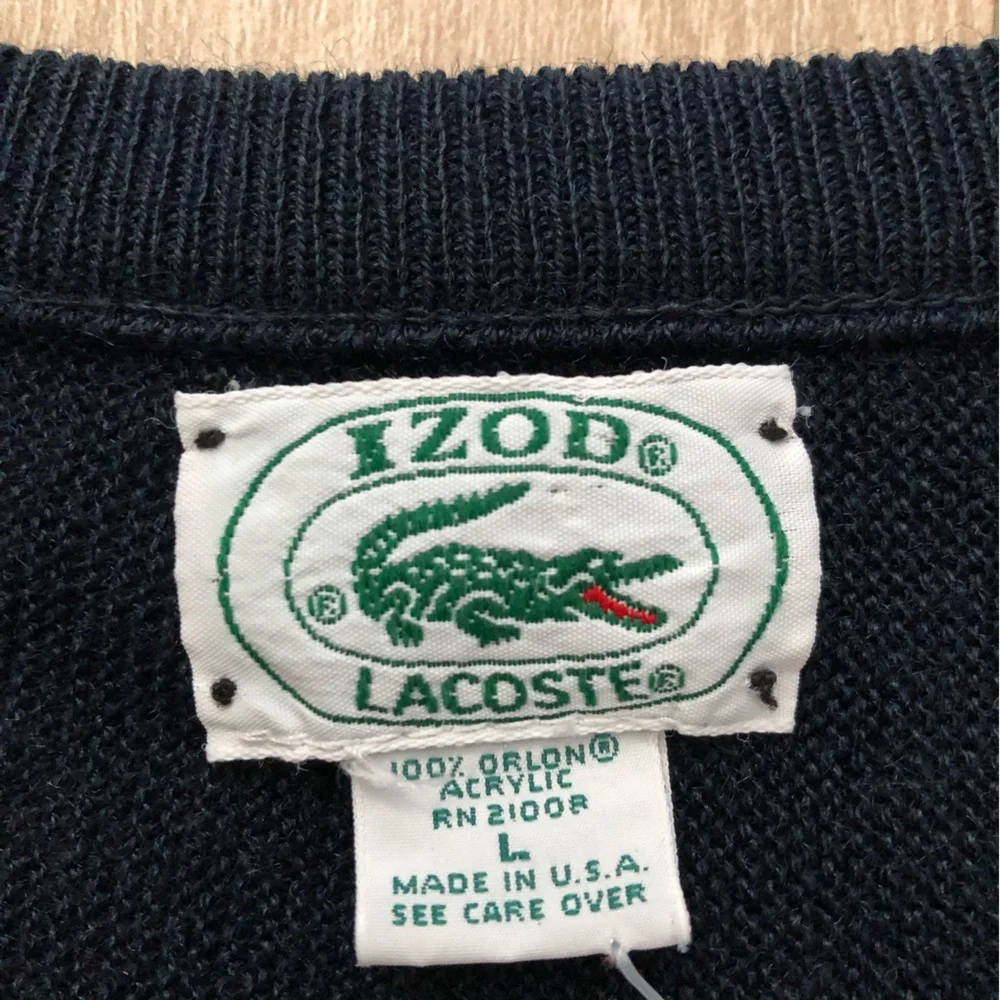 IZOD®
®
LACOSTE®
100% ORLON®
ACRYLIC
RN 21008
L
MADE IN U.S.A.
SEE CARE OVER